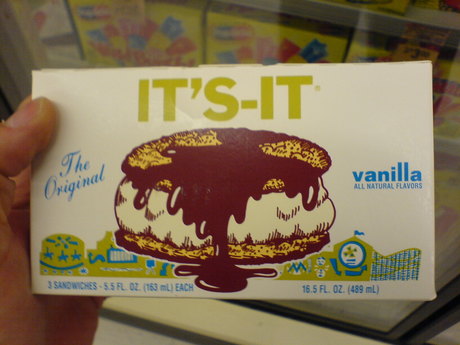 IT'S-IT®
The
Original
vanilla
ALL NATURAL FLAVORS
3 SANDWICHES - 5.5 FL. OZ. (163 mL) EACH
16.5 FL. OZ. (489 mL)